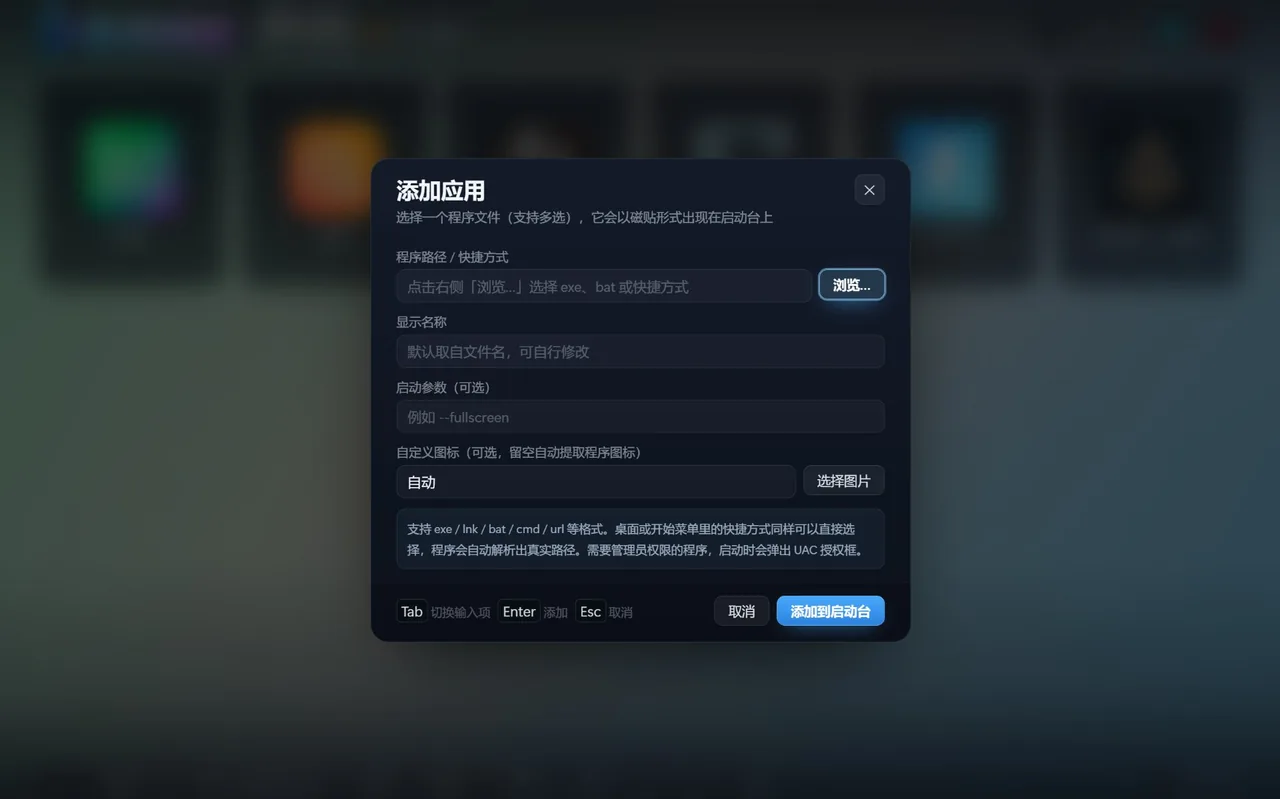 添加应用
选择一个程序文件（支持多选），它会以磁贴形式出现在启动台上
程序路径 / 快捷方式
点击右侧「浏览...」选择 exe、bat 或快捷方式
浏览...
显示名称
默认取自文件名，可自行修改
启动参数（可选）
例如 --fullscreen
自定义图标（可选，留空自动提取程序图标）
自动
选择图片
支持 exe / lnk / bat / cmd / url 等格式。桌面或开始菜单里的快捷方式同样可以直接选
择，程序会自动解析出真实路径。需要管理员权限的程序，启动时会弹出 UAC 授权框。
Tab 切换输入项 Enter 添加 Esc 取消
取消
添加到启动台